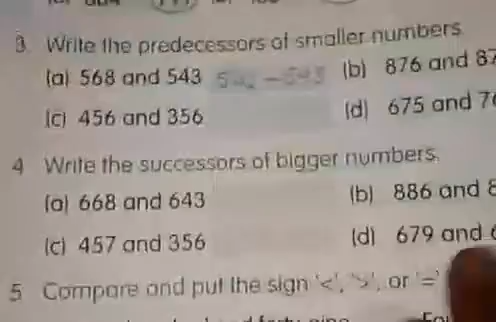 3 Write the predecessors of smaller numbers.
(a) 568 and 543 542 - 543 (b) 876 and
(c) 456 and 356 (d) 675 and
4 Write the successors of bigger numbers.
(a) 668 and 643 (b) 886 and
(c) 457 and 356 (d) 679 and
5 Compare and put the sign '<', '>', or '='